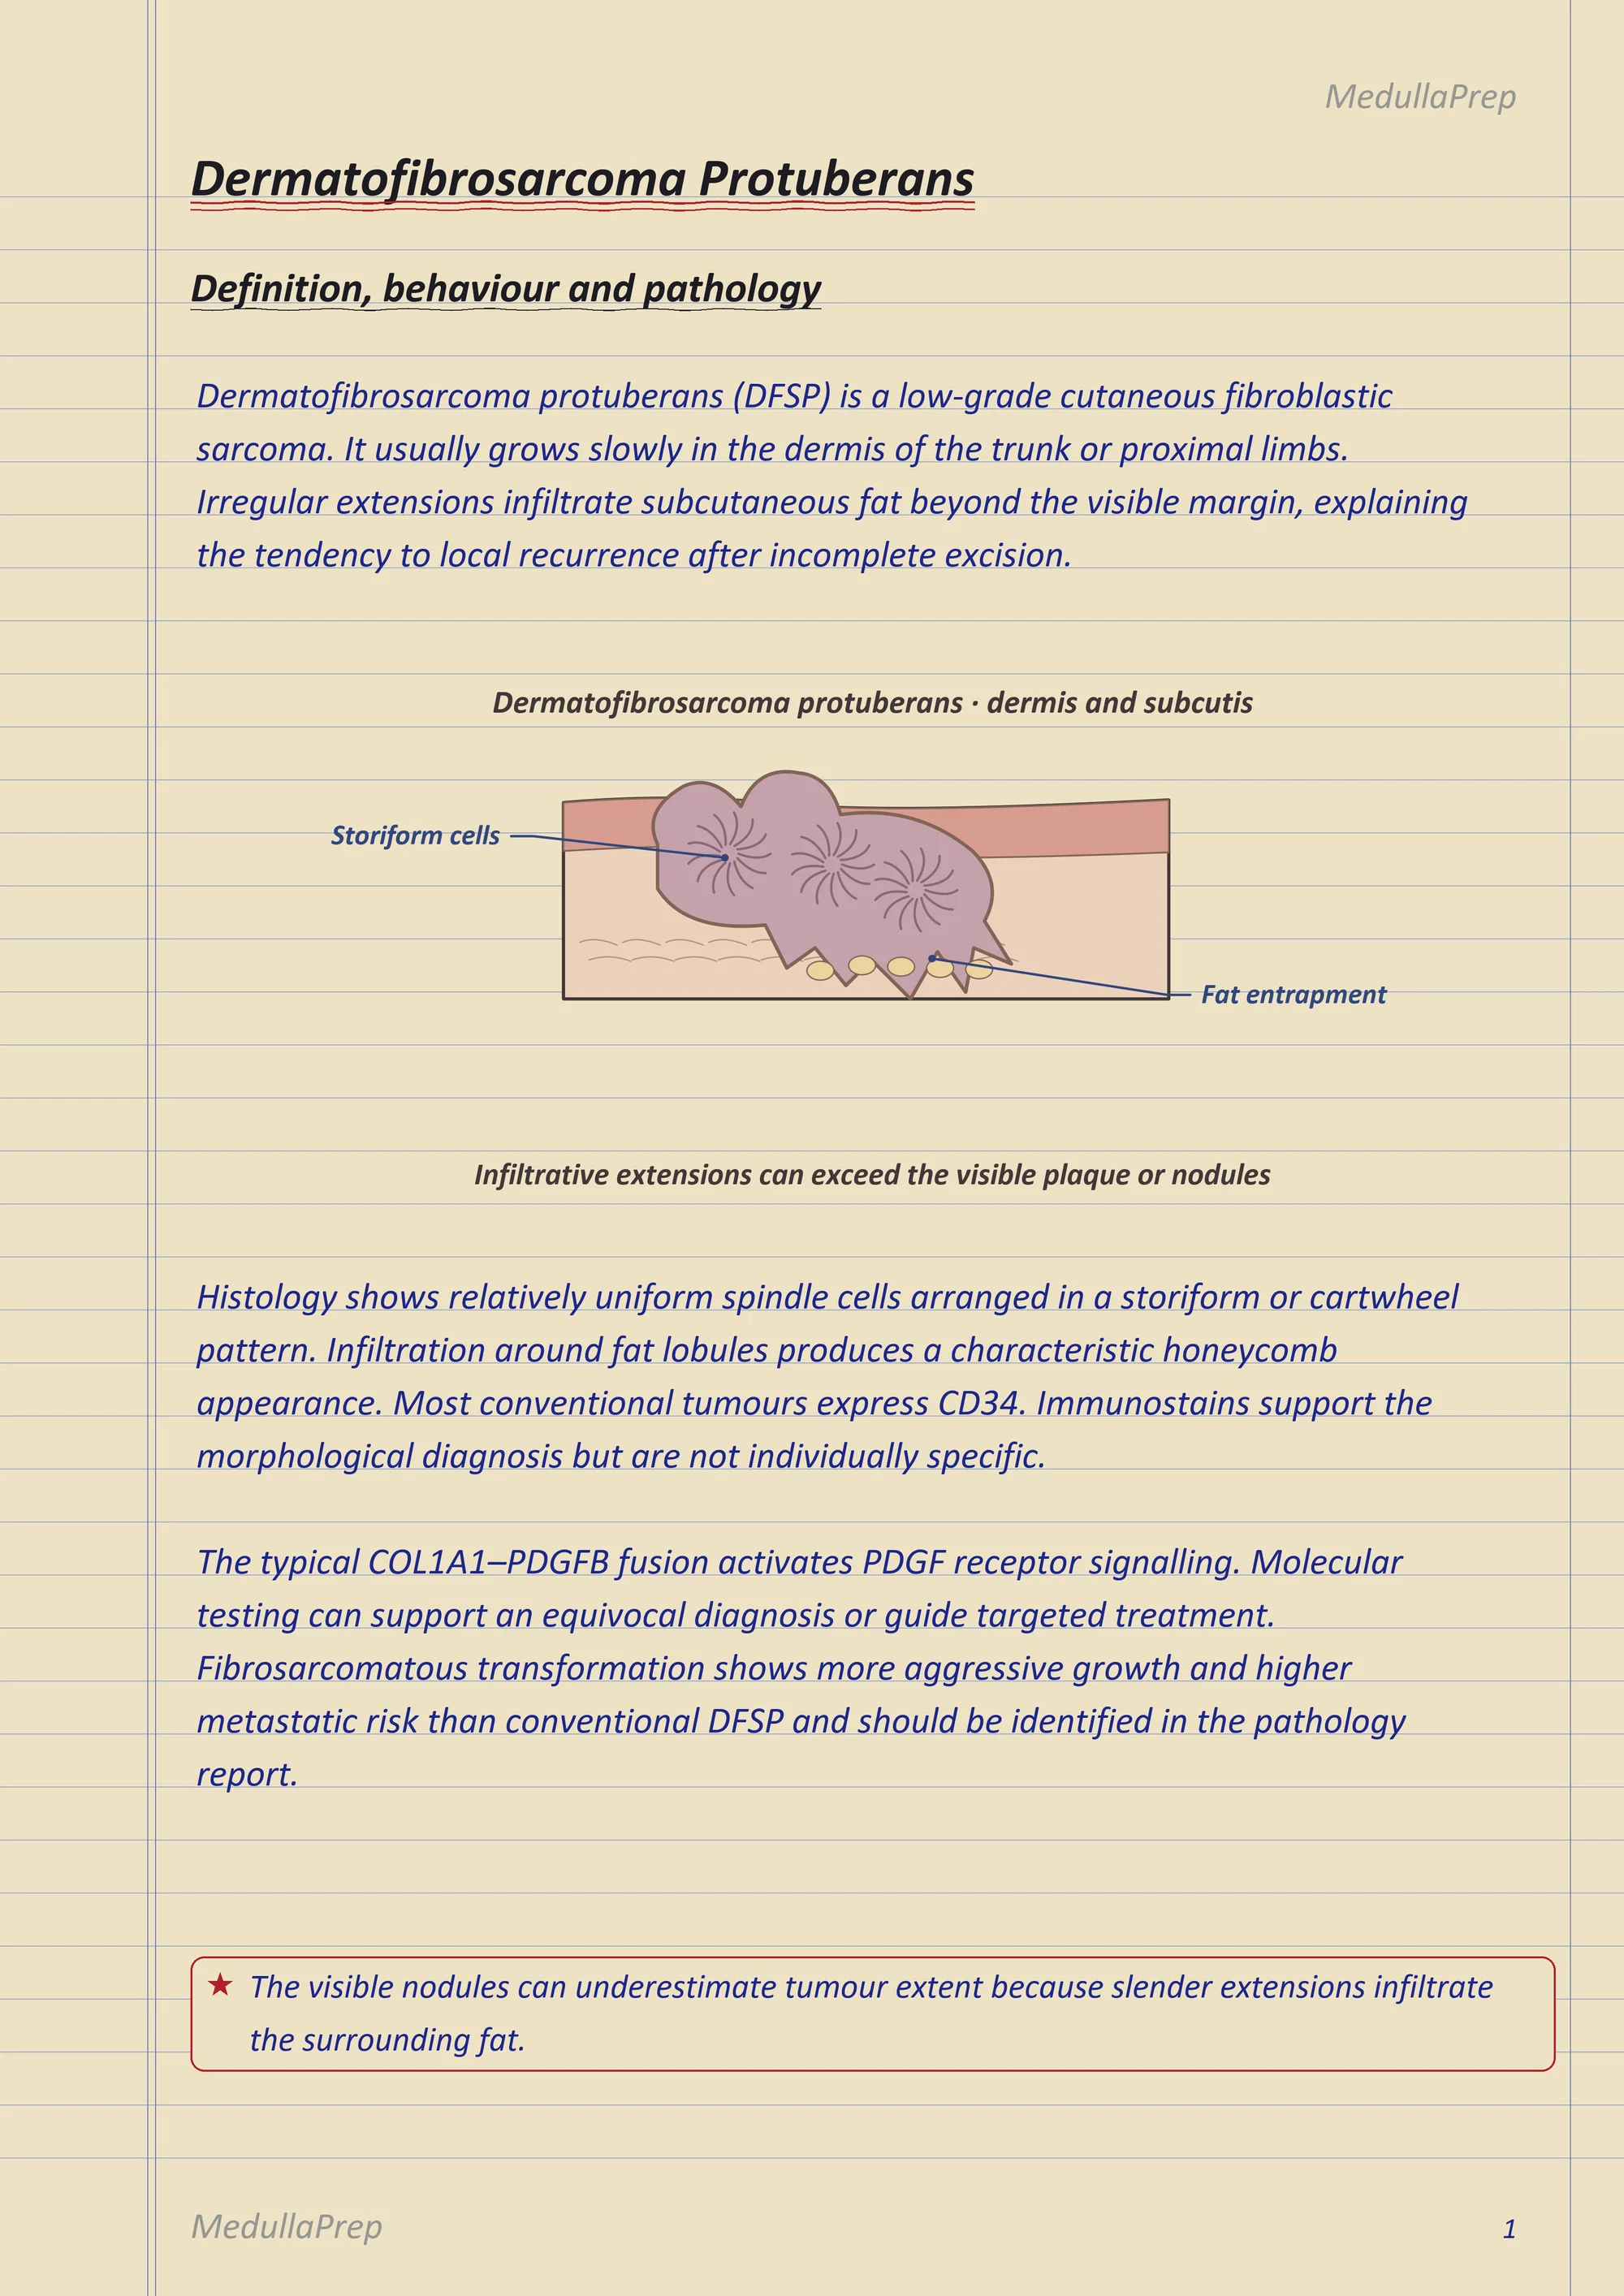 MedullaPrep
Dermatofibrosarcoma Protuberans
Definition, behaviour and pathology
Dermatofibrosarcoma protuberans (DFSP) is a low-grade cutaneous fibroblastic
sarcoma. It usually grows slowly in the dermis of the trunk or proximal limbs.
Irregular extensions infiltrate subcutaneous fat beyond the visible margin, explaining
the tendency to local recurrence after incomplete excision.
Dermatofibrosarcoma protuberans · dermis and subcutis
Storiform cells
Fat entrapment
Infiltrative extensions can exceed the visible plaque or nodules
Histology shows relatively uniform spindle cells arranged in a storiform or cartwheel
pattern. Infiltration around fat lobules produces a characteristic honeycomb
appearance. Most conventional tumours express CD34. Immunostains support the
morphological diagnosis but are not individually specific.
The typical COL1A1–PDGFB fusion activates PDGF receptor signalling. Molecular
testing can support an equivocal diagnosis or guide targeted treatment.
Fibrosarcomatous transformation shows more aggressive growth and higher
metastatic risk than conventional DFSP and should be identified in the pathology
report.
★ The visible nodules can underestimate tumour extent because slender extensions infiltrate
the surrounding fat.
MedullaPrep
1